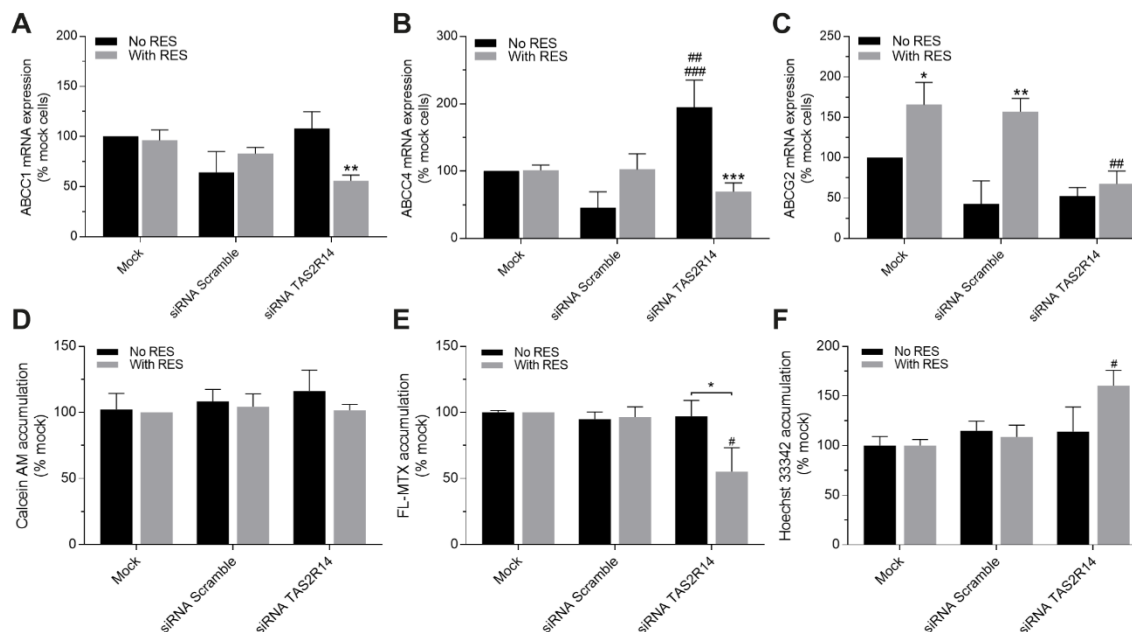 A
ABCC1 mRNA expression
(% mock cells)
200
150
100
50
0
No RES
With RES
**
Mock
siRNA Scramble
siRNA TAS2R14
B
ABCC4 mRNA expression
(% mock cells)
300
200
100
0
No RES
With RES
##
###
***
Mock
siRNA Scramble
siRNA TAS2R14
C
ABCG2 mRNA expression
(% mock cells)
250
200
150
100
50
0
No RES
With RES
*
**
##
Mock
siRNA Scramble
siRNA TAS2R14
D
Calcein AM accumulation
(% mock)
150
100
50
0
No RES
With RES
Mock
siRNA Scramble
siRNA TAS2R14
E
FL-MTX accumulation
(% mock)
150
100
50
0
No RES
With RES
*
#
Mock
siRNA Scramble
siRNA TAS2R14
F
Hoechst 33342 accumulation
(% mock)
200
150
100
50
0
No RES
With RES
#
Mock
siRNA Scramble
siRNA TAS2R14